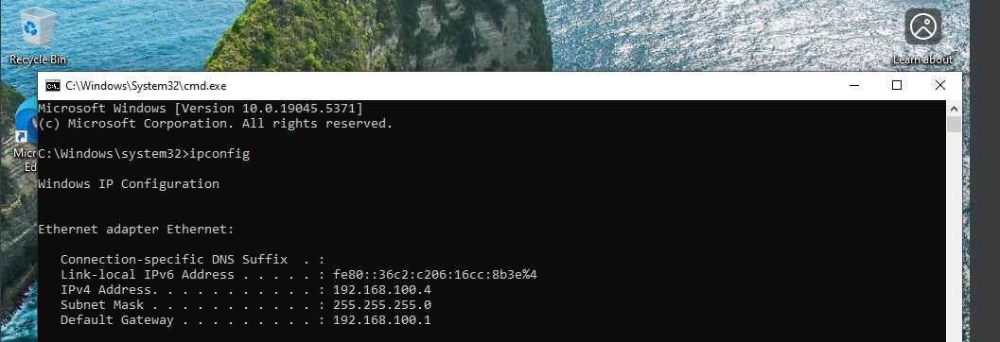 Recycle Bin
Learn about
C:\Windows\System32\cmd.exe
Microsoft Windows [Version 10.0.19045.5371]
(c) Microsoft Corporation. All rights reserved.
Micr
Ed
C:\Windows\system32>ipconfig
Windows IP Configuration
Ethernet adapter Ethernet:
   Connection-specific DNS Suffix  . :
   Link-local IPv6 Address . . . . . : fe80::36c2:c206:16cc:8b3e%4
   IPv4 Address. . . . . . . . . . . : 192.168.100.4
   Subnet Mask . . . . . . . . . . . : 255.255.255.0
   Default Gateway . . . . . . . . . : 192.168.100.1